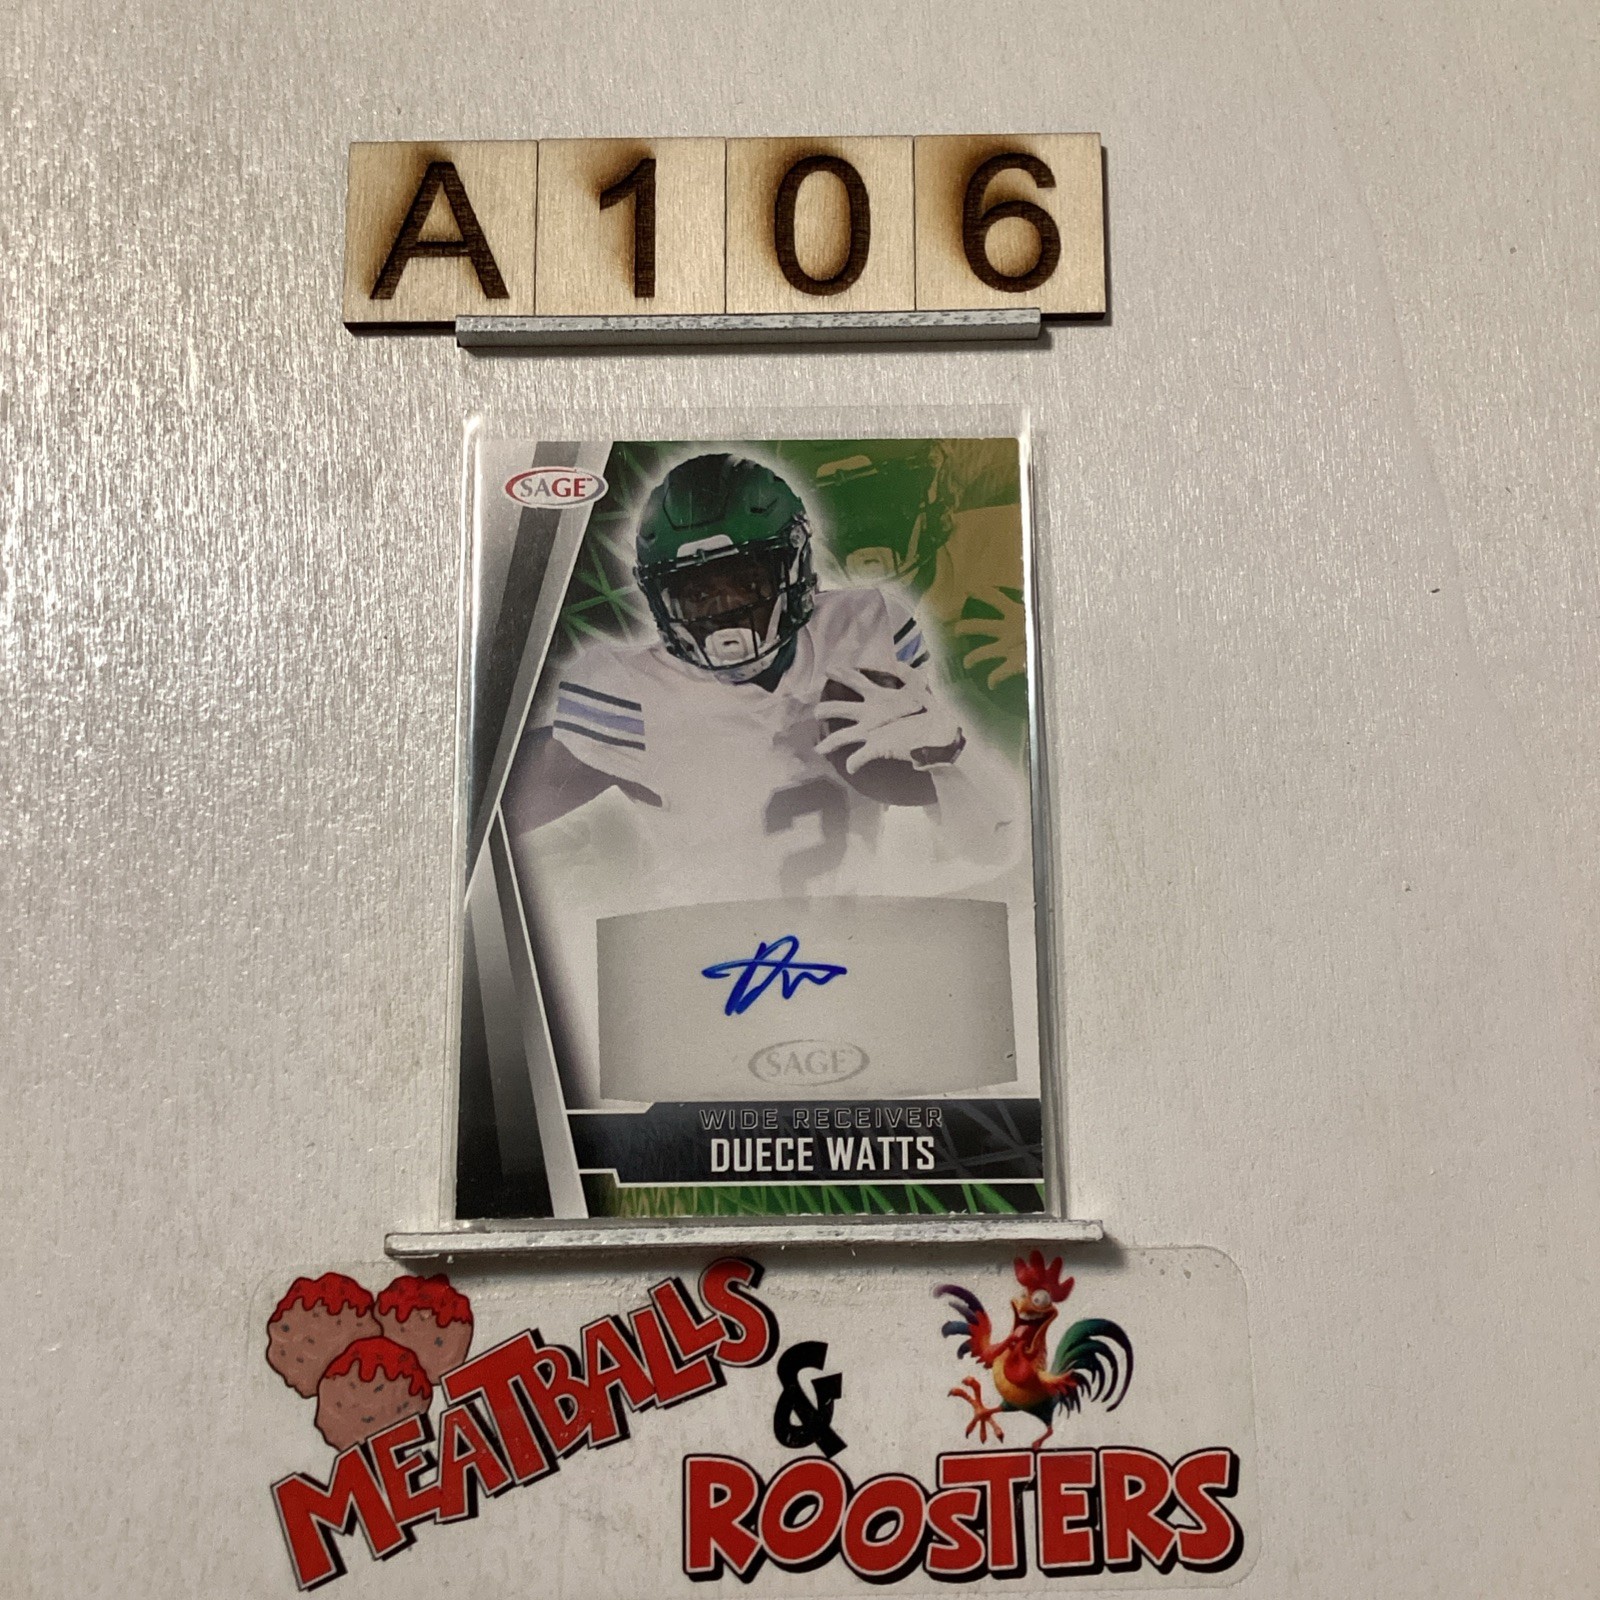 A106
SAGE
SAGE
WIDE RECEIVER
DUECE WATTS
MEATBALLS
&
ROOSTERS